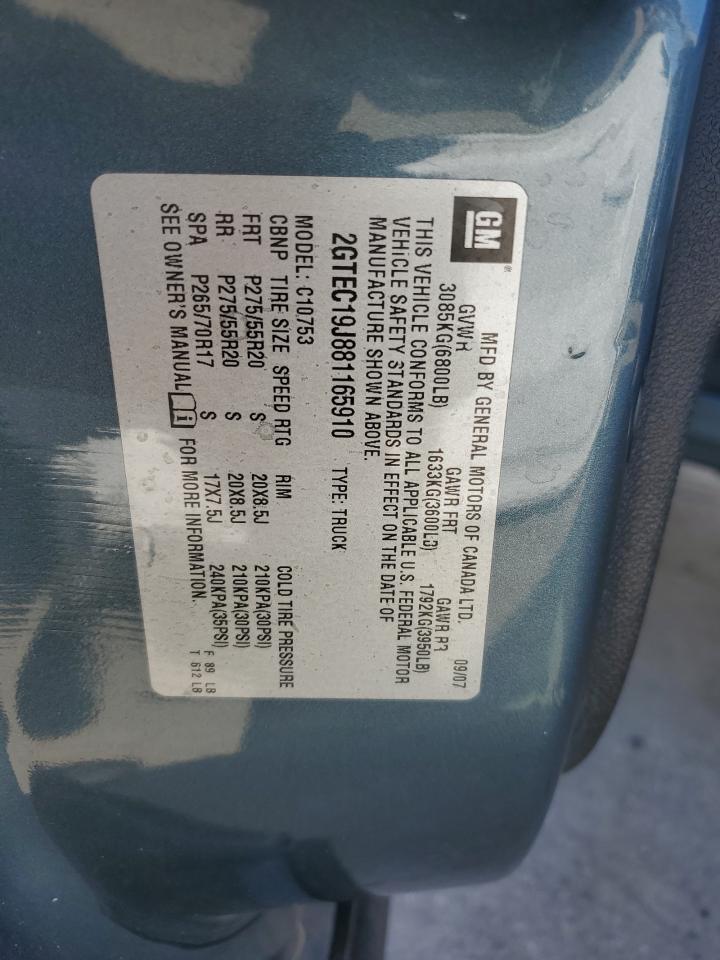 GM ®
MFD BY GENERAL MOTORS OF CANADA LTD. 09/07
GVWR GAWR FRT GAWR RR
3085KG(6800LB) 1633KG(3600LB) 1792KG(3950LB)
THIS VEHICLE CONFORMS TO ALL APPLICABLE U.S. FEDERAL MOTOR
VEHICLE SAFETY STANDARDS IN EFFECT ON THE DATE OF
MANUFACTURE SHOWN ABOVE.
2GTEC19J881165910 TYPE: TRUCK
MODEL: C10753
CBNP TIRE SIZE SPEED RTG RIM COLD TIRE PRESSURE
FRT P275/55R20 S 20X8.5J 210KPA(30PSI)
RR P275/55R20 S 20X8.5J 210KPA(30PSI)
SPA P265/70R17 S 17X7.5J 240KPA(35PSI) F 89 LB
SEE OWNER'S MANUAL i FOR MORE INFORMATION. T 612 LB